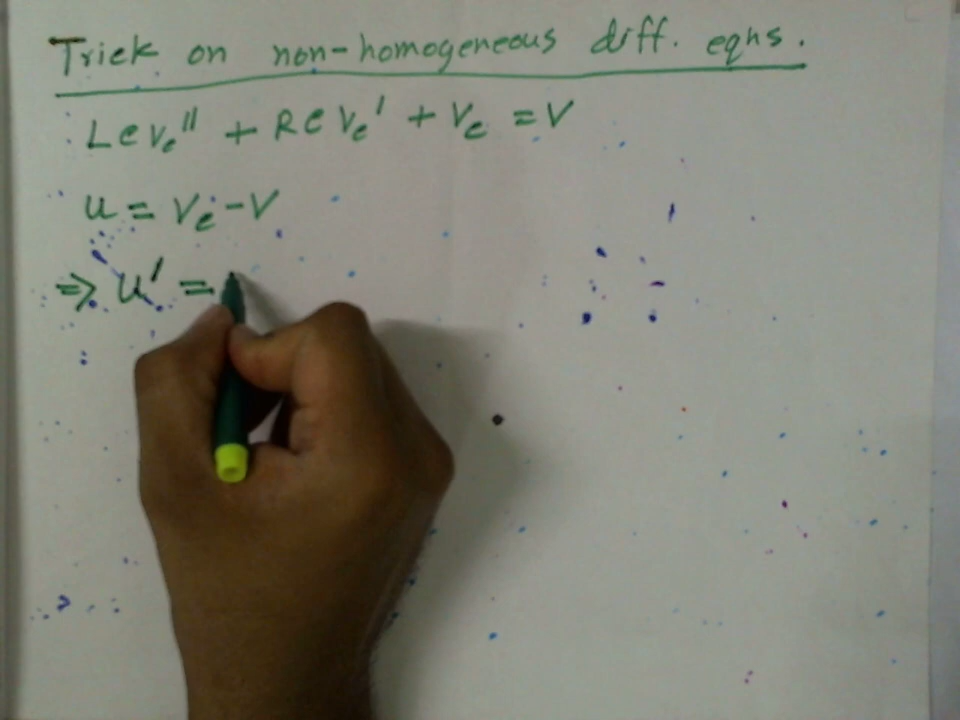 Trick on non-homogeneous diff. eqns.
LCVc'' + RCVc' + Vc = V
u = Vc - V
⇒ u' =